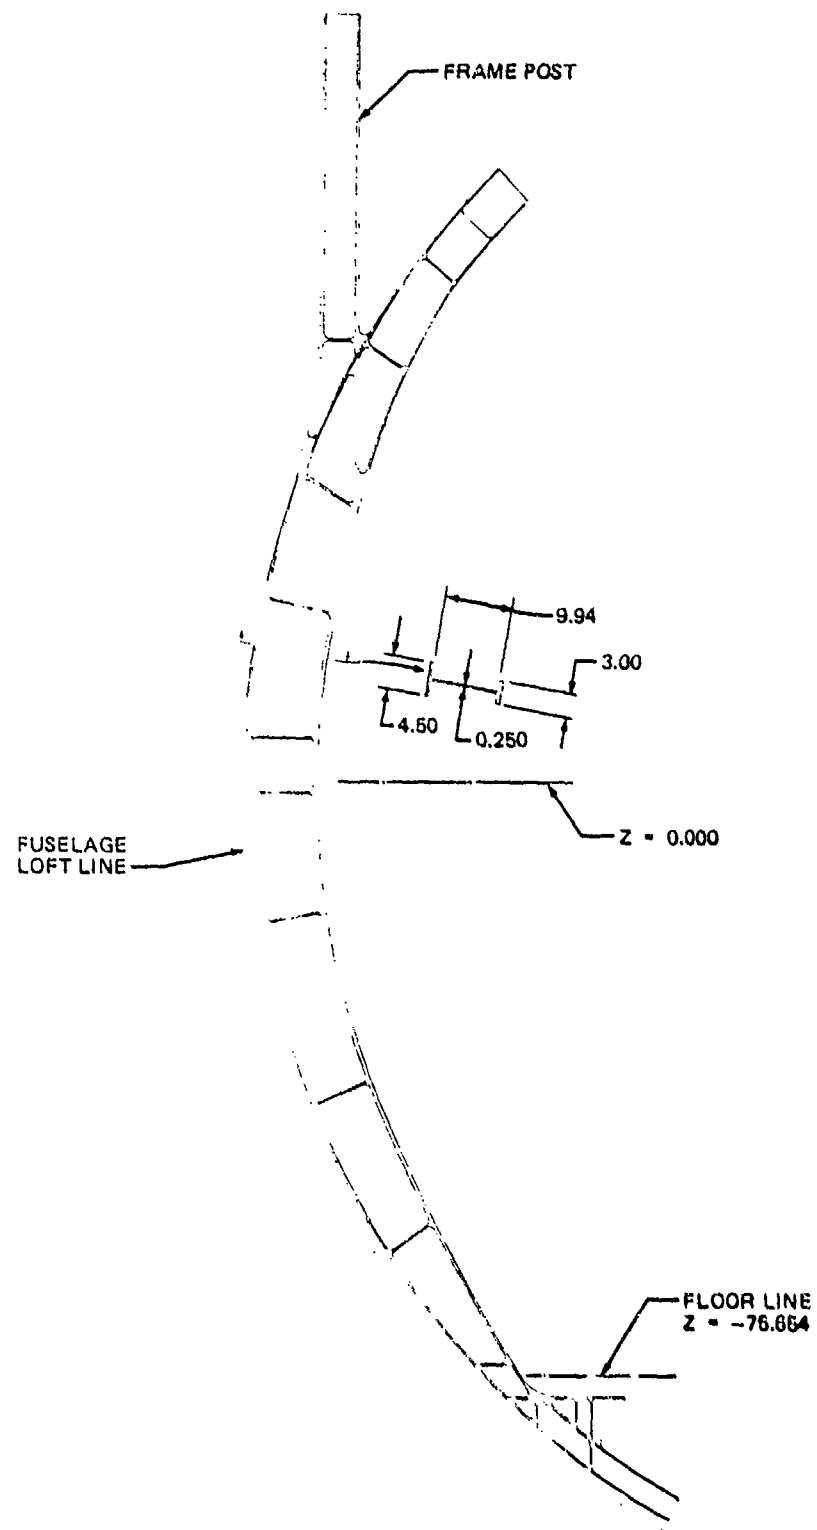 FRAME POST
9.94
3.00
4.50
0.250
Z = 0.000
FUSELAGE
LOFT LINE
FLOOR LINE
Z = -76.664